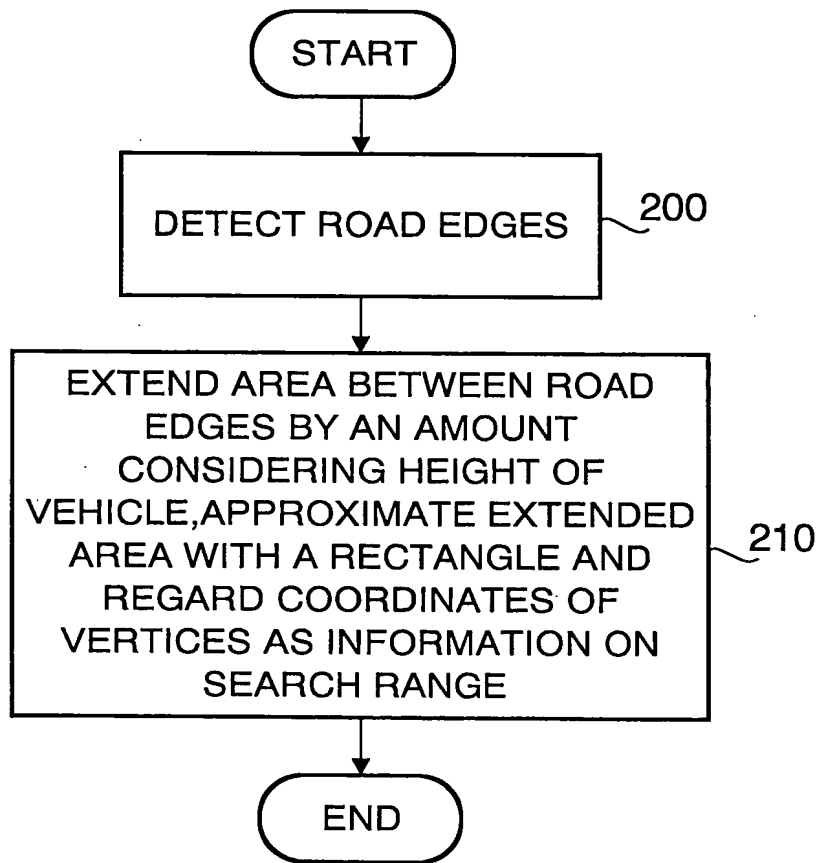 START
DETECT ROAD EDGES
200
EXTEND AREA BETWEEN ROAD
EDGES BY AN AMOUNT
CONSIDERING HEIGHT OF
VEHICLE,APPROXIMATE EXTENDED
AREA WITH A RECTANGLE AND
REGARD COORDINATES OF
VERTICES AS INFORMATION ON
SEARCH RANGE
210
END